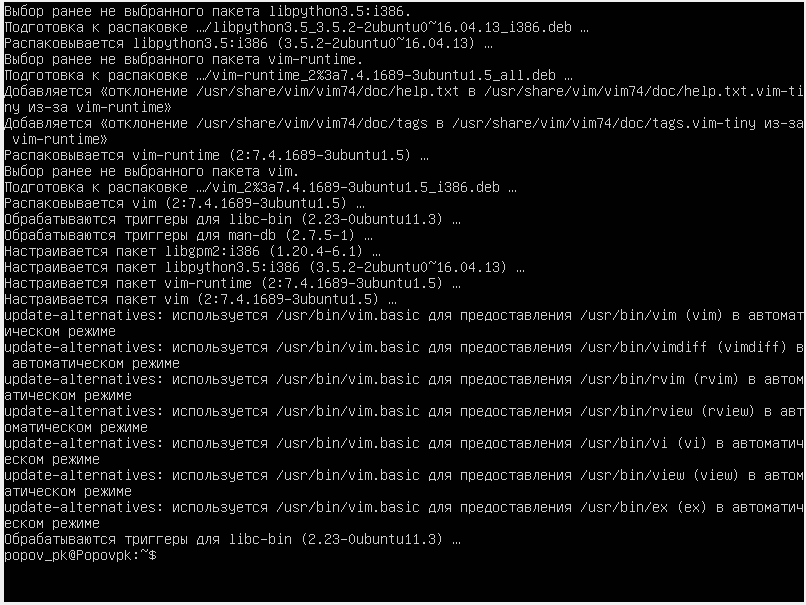 Выбор ранее не выбранного пакета libpython3.5:i386.
Подготовка к распаковке …/libpython3.5_3.5.2-2ubuntu0~16.04.13_i386.deb …
Распаковывается libpython3.5:i386 (3.5.2-2ubuntu0~16.04.13) …
Выбор ранее не выбранного пакета vim-runtime.
Подготовка к распаковке …/vim-runtime_2%3a7.4.1689-3ubuntu1.5_all.deb …
Добавляется «отклонение /usr/share/vim/vim74/doc/help.txt в /usr/share/vim/vim74/doc/help.txt.vim-ti
ny из-за vim-runtime»
Добавляется «отклонение /usr/share/vim/vim74/doc/tags в /usr/share/vim/vim74/doc/tags.vim-tiny из-за
 vim-runtime»
Распаковывается vim-runtime (2:7.4.1689-3ubuntu1.5) …
Выбор ранее не выбранного пакета vim.
Подготовка к распаковке …/vim_2%3a7.4.1689-3ubuntu1.5_i386.deb …
Распаковывается vim (2:7.4.1689-3ubuntu1.5) …
Обрабатываются триггеры для libc-bin (2.23-0ubuntu11.3) …
Обрабатываются триггеры для man-db (2.7.5-1) …
Настраивается пакет libgpm2:i386 (1.20.4-6.1) …
Настраивается пакет libpython3.5:i386 (3.5.2-2ubuntu0~16.04.13) …
Настраивается пакет vim-runtime (2:7.4.1689-3ubuntu1.5) …
Настраивается пакет vim (2:7.4.1689-3ubuntu1.5) …
update-alternatives: используется /usr/bin/vim.basic для предоставления /usr/bin/vim (vim) в автомат
ическом режиме
update-alternatives: используется /usr/bin/vim.basic для предоставления /usr/bin/vimdiff (vimdiff) в
 автоматическом режиме
update-alternatives: используется /usr/bin/vim.basic для предоставления /usr/bin/rvim (rvim) в автом
атическом режиме
update-alternatives: используется /usr/bin/vim.basic для предоставления /usr/bin/rview (rview) в авт
оматическом режиме
update-alternatives: используется /usr/bin/vim.basic для предоставления /usr/bin/vi (vi) в автоматич
еском режиме
update-alternatives: используется /usr/bin/vim.basic для предоставления /usr/bin/view (view) в автом
атическом режиме
update-alternatives: используется /usr/bin/vim.basic для предоставления /usr/bin/ex (ex) в автоматич
еском режиме
Обрабатываются триггеры для libc-bin (2.23-0ubuntu11.3) …
popov_pk@Popovpk:~$